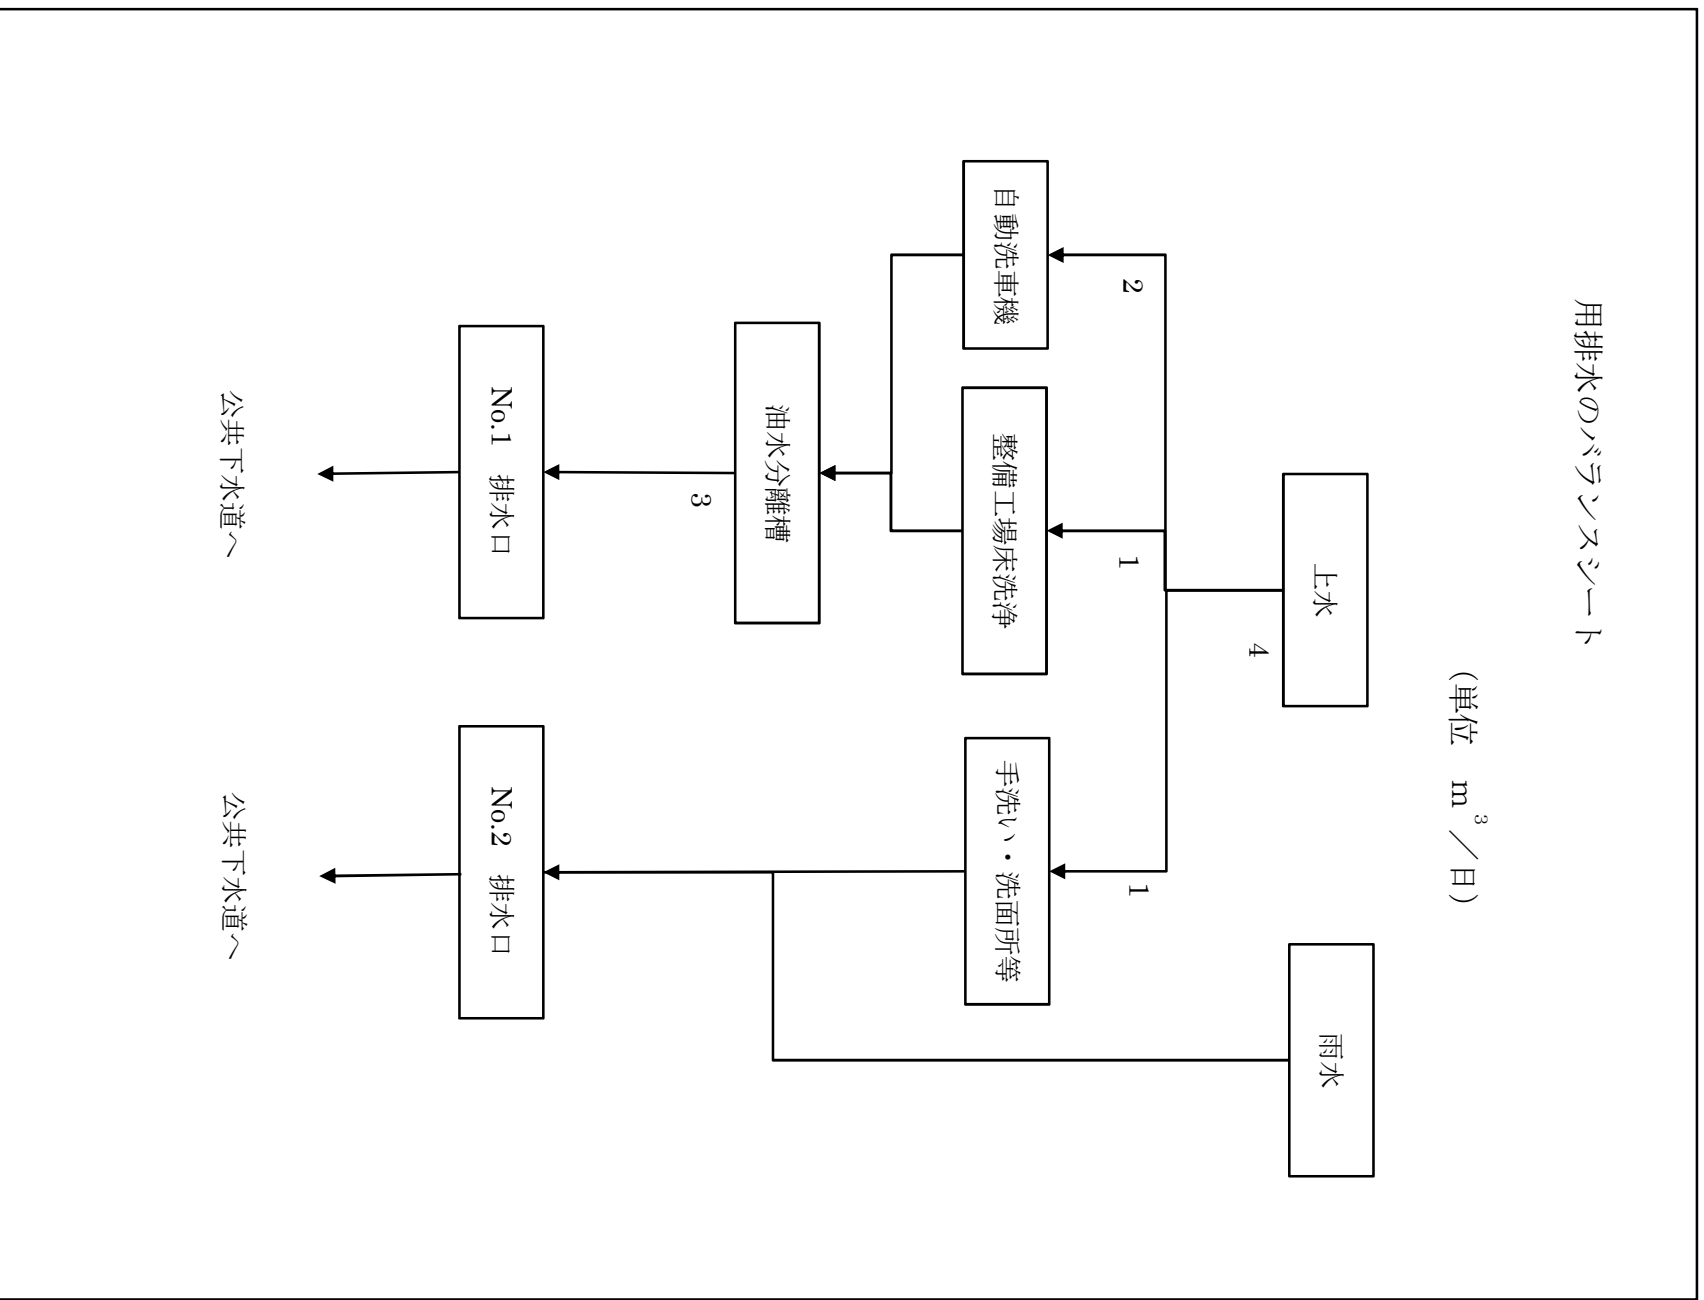 用排水のバランスシート
(単位　m³／日)
上水
雨水
4
2
1
1
自動洗車機
整備工場床洗浄
手洗い・洗面所等
油水分離槽
3
No.1　排水口
No.2　排水口
公共下水道へ
公共下水道へ